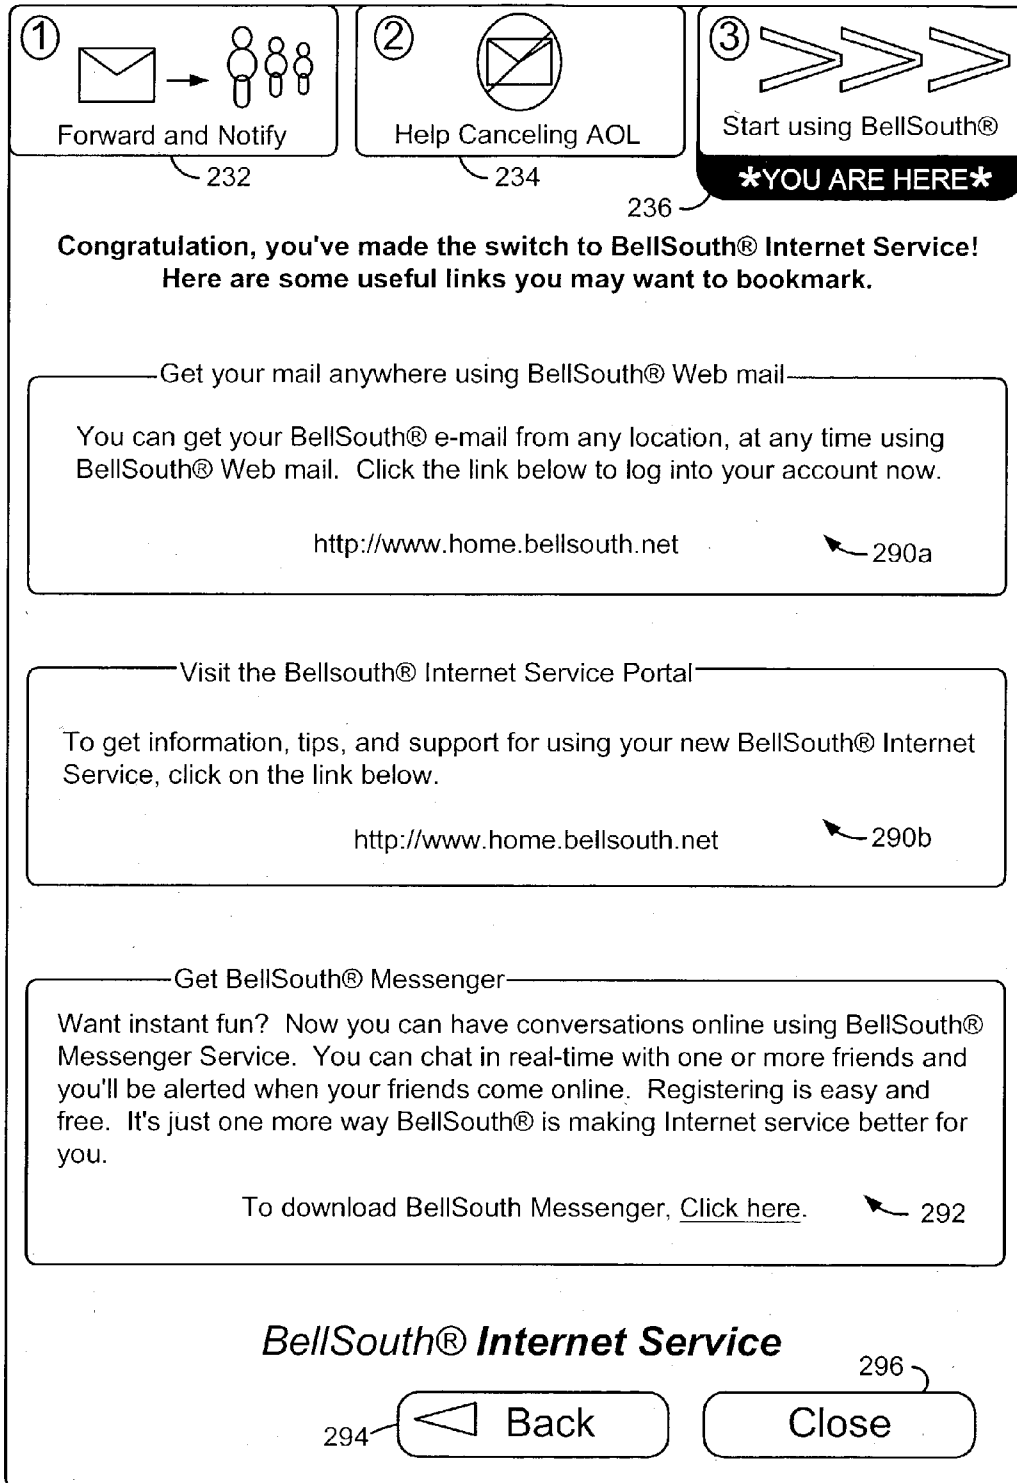 1
Forward and Notify
232
2
Help Canceling AOL
234
3
Start using BellSouth®
*YOU ARE HERE*
236
Congratulation, you've made the switch to BellSouth® Internet Service!
Here are some useful links you may want to bookmark.
Get your mail anywhere using BellSouth® Web mail
You can get your BellSouth® e-mail from any location, at any time using
BellSouth® Web mail. Click the link below to log into your account now.
http://www.home.bellsouth.net
290a
Visit the Bellsouth® Internet Service Portal
To get information, tips, and support for using your new BellSouth® Internet
Service, click on the link below.
http://www.home.bellsouth.net
290b
Get BellSouth® Messenger
Want instant fun? Now you can have conversations online using BellSouth®
Messenger Service. You can chat in real-time with one or more friends and
you'll be alerted when your friends come online. Registering is easy and
free. It's just one more way BellSouth® is making Internet service better for
you.
To download BellSouth Messenger, Click here.
292
BellSouth® Internet Service
294
Back
296
Close